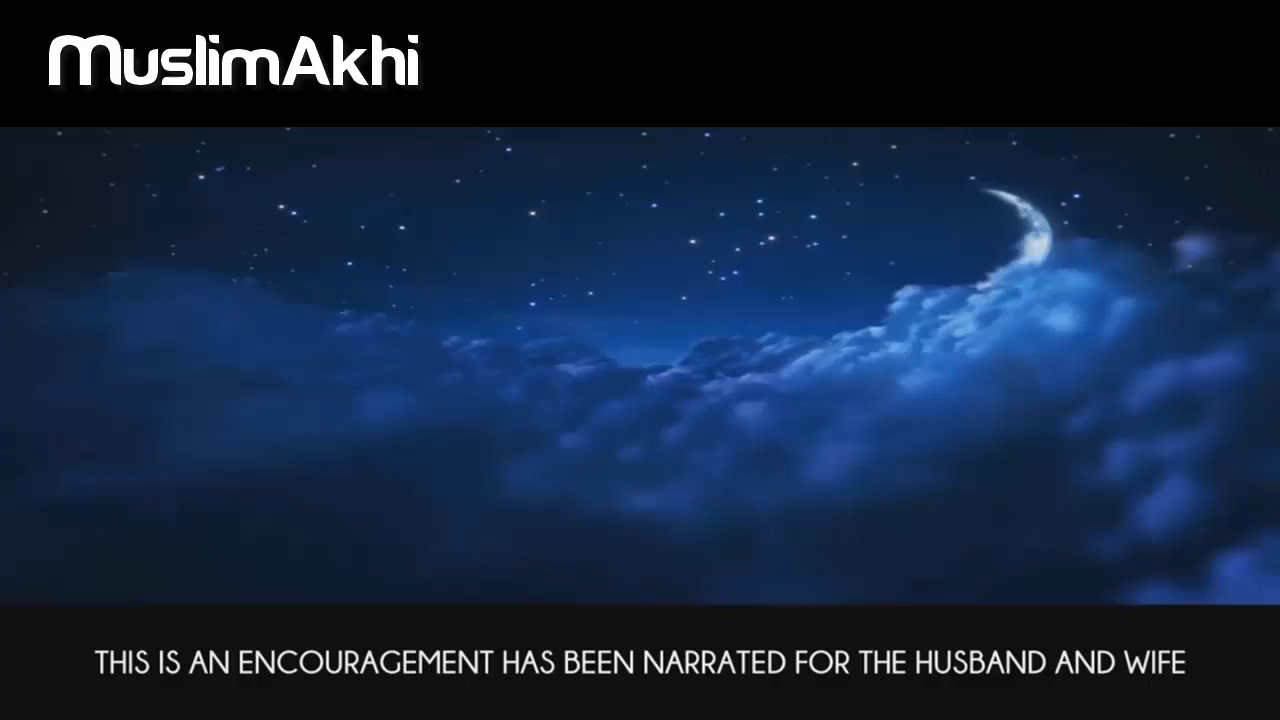 MuslimAkhi
THIS IS AN ENCOURAGEMENT HAS BEEN NARRATED FOR THE HUSBAND AND WIFE